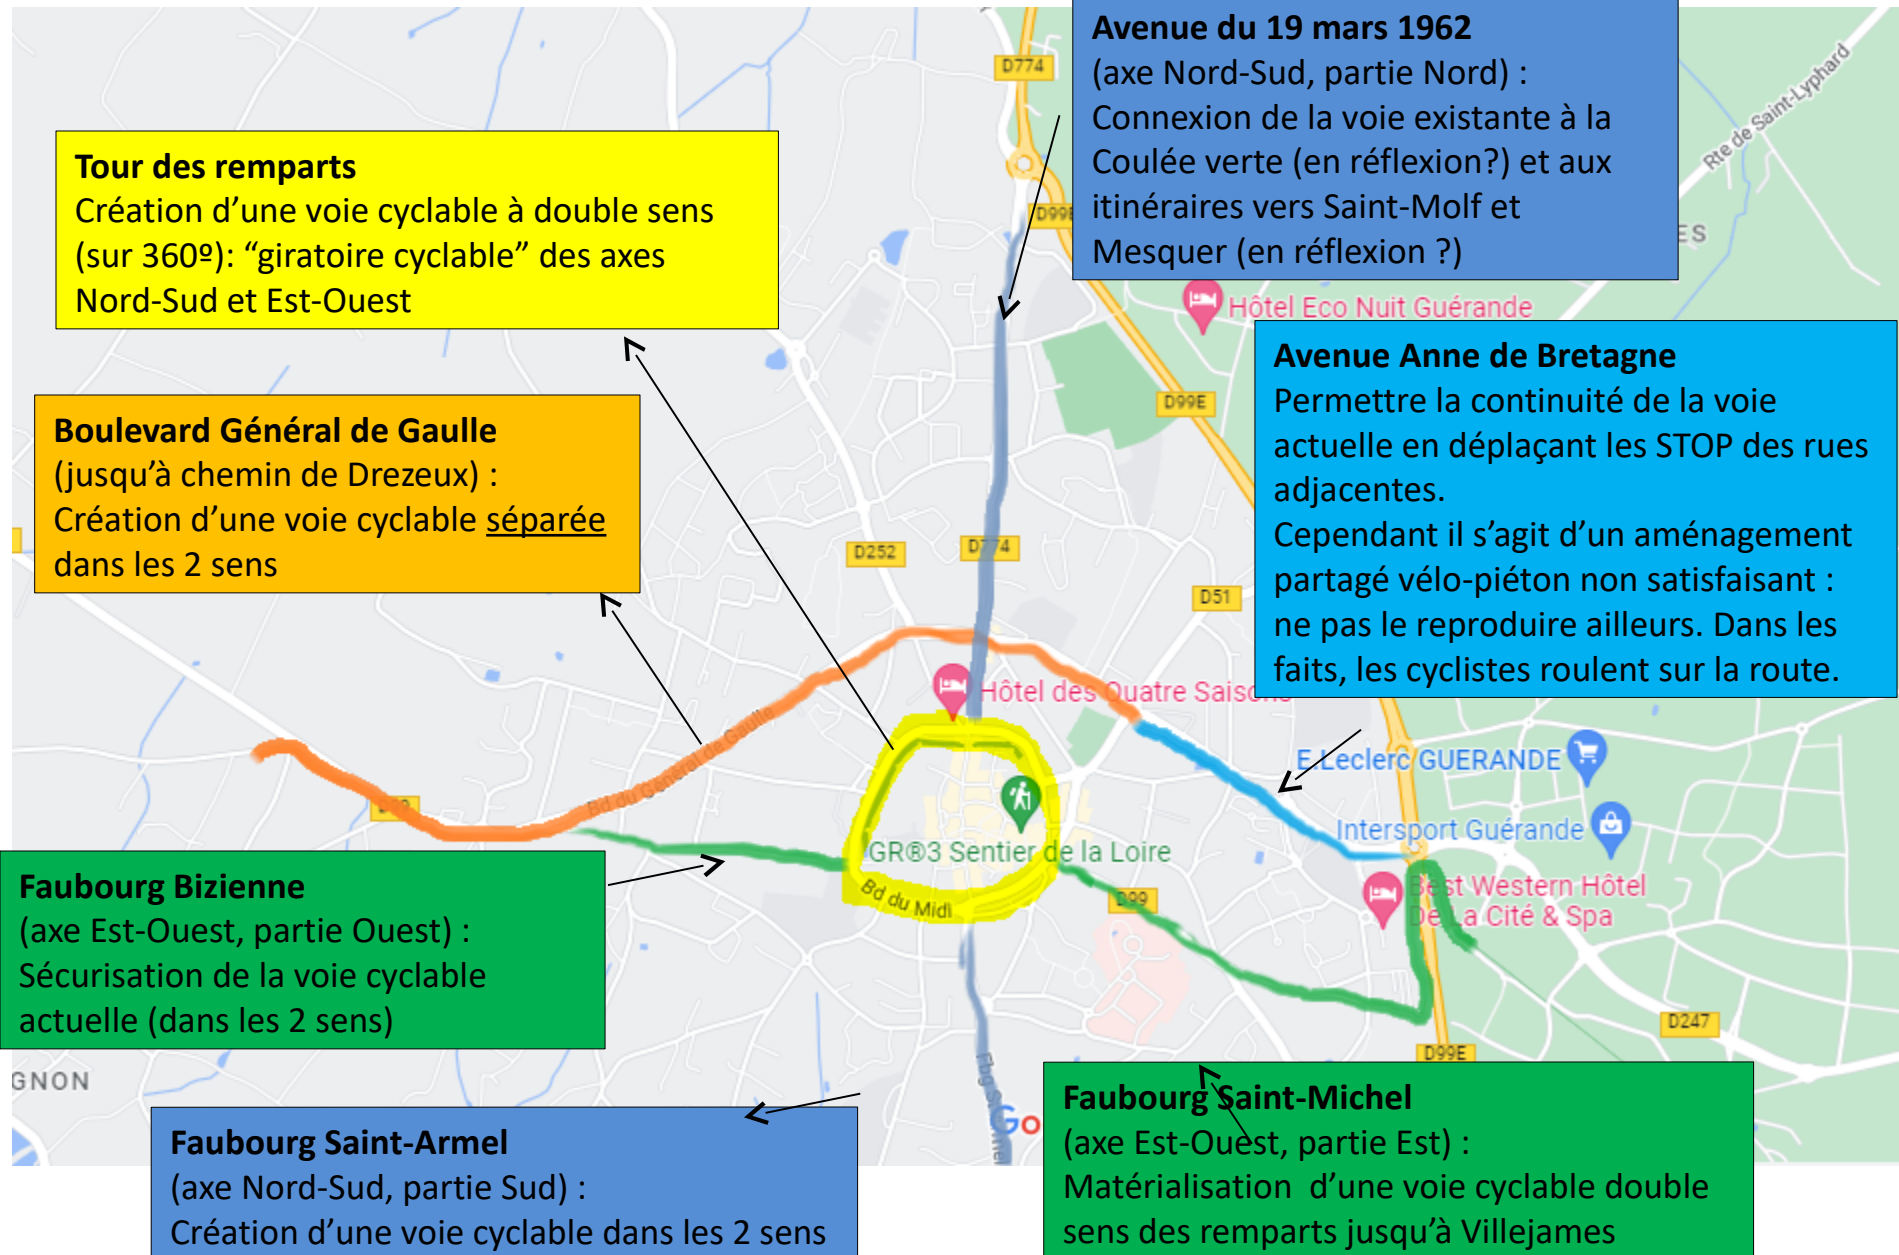 Avenue du 19 mars 1962
(axe Nord-Sud, partie Nord) :
Connexion de la voie existante à la
Coulée verte (en réflexion?) et aux
itinéraires vers Saint-Molf et
Mesquer (en réflexion ?)
Tour des remparts
Création d’une voie cyclable à double sens
(sur 360º): “giratoire cyclable” des axes
Nord-Sud et Est-Ouest
Boulevard Général de Gaulle
(jusqu’à chemin de Drezeux) :
Création d’une voie cyclable séparée
dans les 2 sens
Avenue Anne de Bretagne
Permettre la continuité de la voie
actuelle en déplaçant les STOP des rues
adjacentes.
Cependant il s’agit d’un aménagement
partagé vélo-piéton non satisfaisant :
ne pas le reproduire ailleurs. Dans les
faits, les cyclistes roulent sur la route.
Faubourg Bizienne
(axe Est-Ouest, partie Ouest) :
Sécurisation de la voie cyclable
actuelle (dans les 2 sens)
Faubourg Saint-Armel
(axe Nord-Sud, partie Sud) :
Création d’une voie cyclable dans les 2 sens
Faubourg Saint-Michel
(axe Est-Ouest, partie Est) :
Matérialisation d’une voie cyclable double
sens des remparts jusqu’à Villejames
D774
Rte de Saint-Lyphard
Hôtel Eco Nuit Guérande
D99E
D252
D774
D51
Hôtel des Quatre Saisons
Bd du Général de Gaulle
E.Leclerc GUERANDE
Intersport Guérande
GR®3 Sentier de la Loire
Bd du Midi
D99
Best Western Hôtel
De La Cité & Spa
D247
D99E